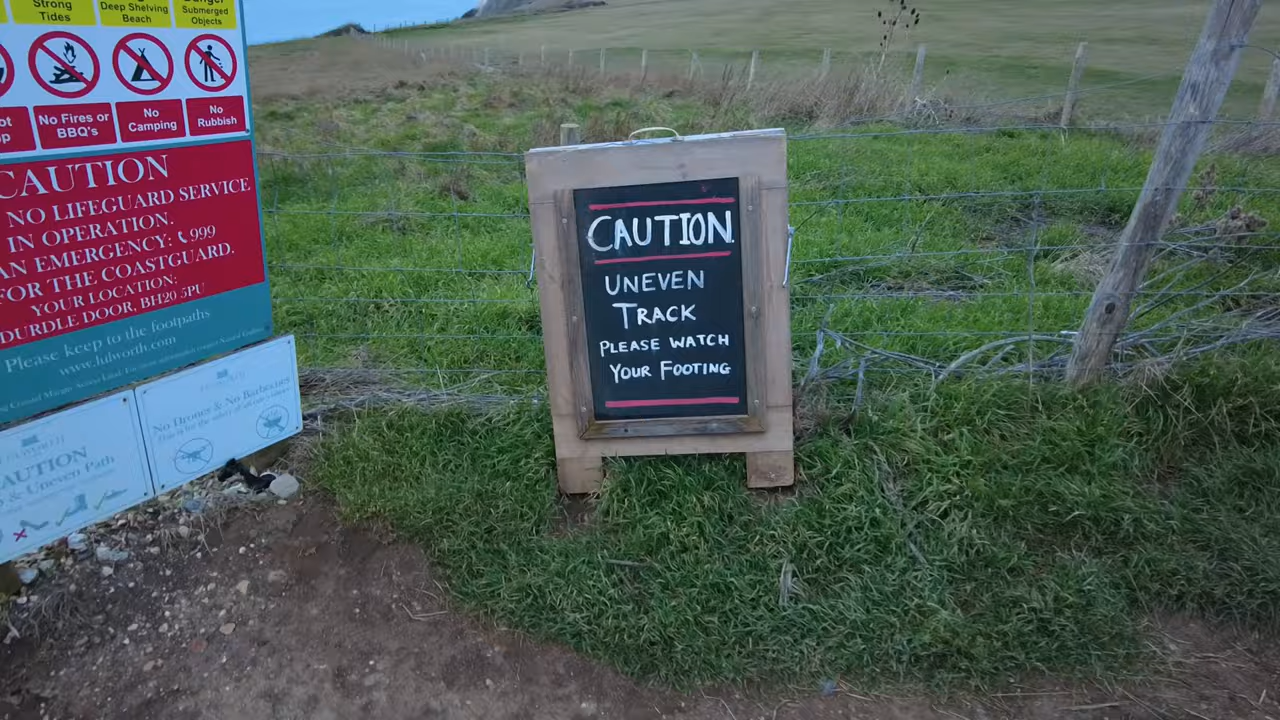 Strong
Tides
Deep Shelving
Beach
Danger
Submerged
Objects
No Fires or
BBQ's
No
Camping
No
Rubbish
CAUTION
NO LIFEGUARD SERVICE
IN OPERATION.
AN EMERGENCY: 999
FOR THE COASTGUARD.
YOUR LOCATION:
DURDLE DOOR, BH20 5PU
Please keep to the footpaths
www.lulworth.com
No Drones & No Barbecues
CAUTION
& Uneven Path
CAUTION.
UNEVEN
TRACK
PLEASE WATCH
YOUR FOOTING